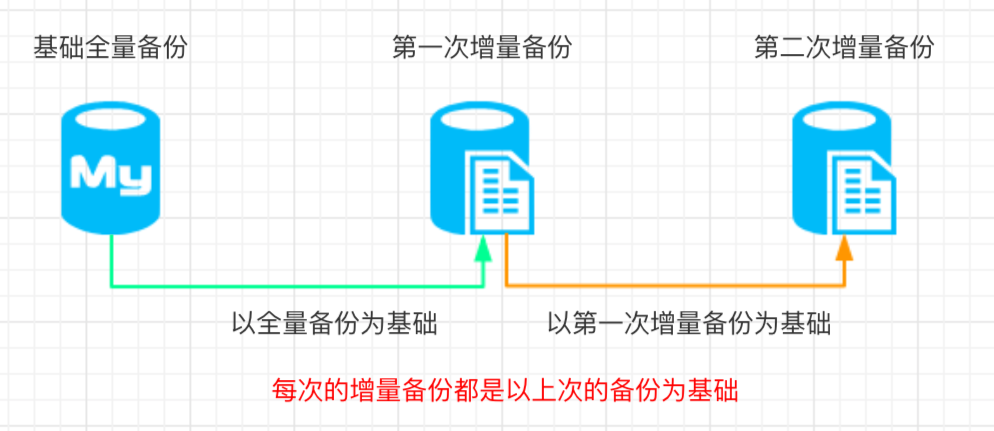 基础全量备份
第一次增量备份
第二次增量备份
My
以全量备份为基础
以第一次增量备份为基础
每次的增量备份都是以上次的备份为基础